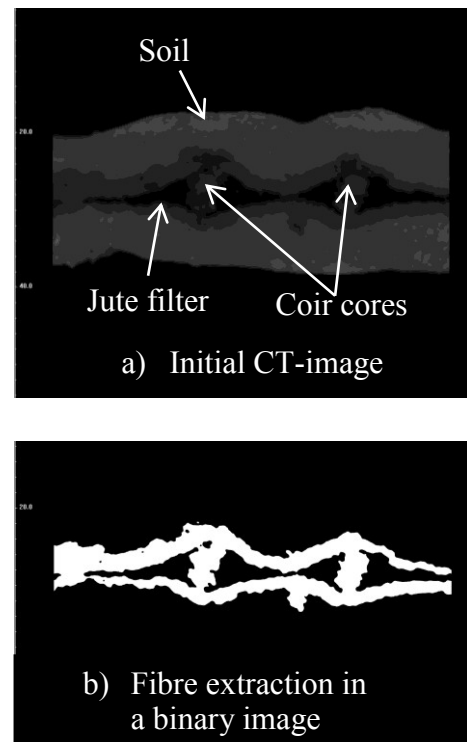 Soil
20.0
40.0
Jute filter
Coir cores
a) Initial CT-image
20.0
b) Fibre extraction in
a binary image